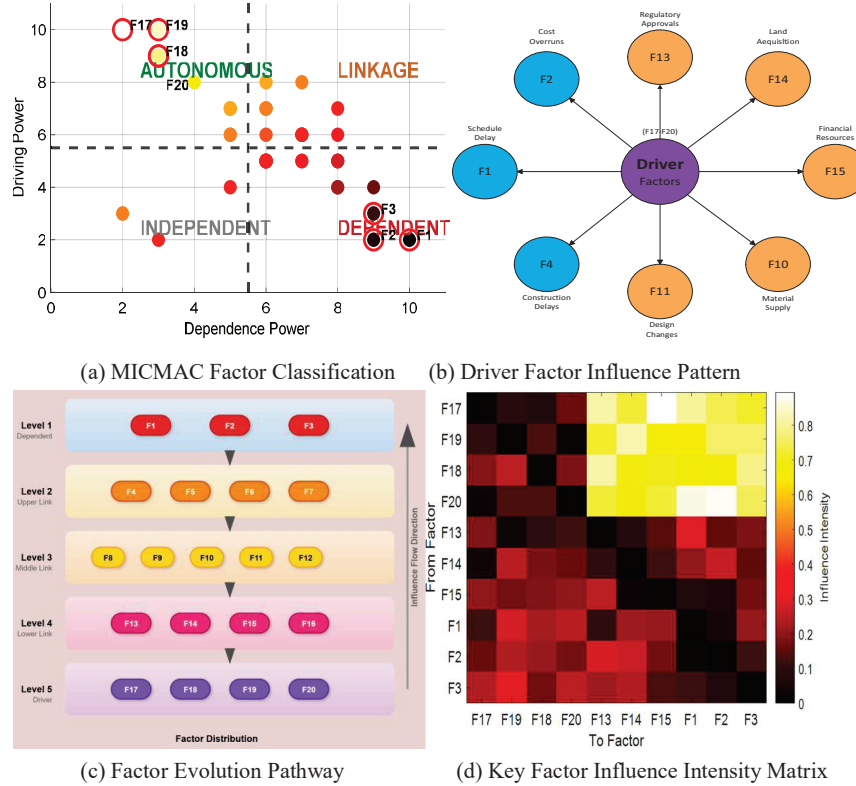 10
8
6
4
2
0
0
2
4
6
8
10
Driving Power
Dependence Power
F17
F19
F18
AUTONOMOUS
LINKAGE
F20
INDEPENDENT
DEPENDENT
F3
F2
F1
(a) MICMAC Factor Classification
Regulatory
Approvals
F13
Cost
Overruns
F2
Land
Acquisition
F14
Schedule
Delay
F1
(F17-F20)
Driver
Factors
Financial
Resources
F15
F4
Construction
Delays
F11
Design
Changes
F10
Material
Supply
(b) Driver Factor Influence Pattern
Level 1
Dependent
F1 F2 F3
Level 2
Upper Link
F4 F5 F6 F7
Level 3
Middle Link
F8 F9 F10 F11 F12
Level 4
Lower Link
F13 F14 F15 F16
Level 5
Driver
F17 F18 F19 F20
Influence Flow Direction
Factor Distribution
(c) Factor Evolution Pathway
From Factor
F17
F19
F18
F20
F13
F14
F15
F1
F2
F3
F17 F19 F18 F20 F13 F14 F15 F1 F2 F3
To Factor
0.8
0.7
0.6
0.5
0.4
0.3
0.2
0.1
0
Influence Intensity
(d) Key Factor Influence Intensity Matrix